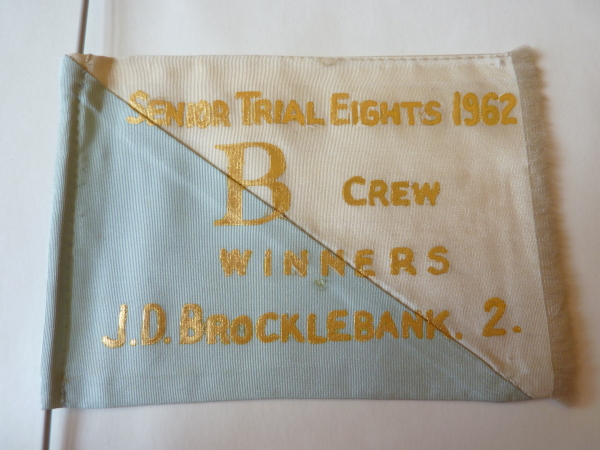 SENIOR TRIAL EIGHTS 1962
B CREW
WINNERS
J.D. BROCKLEBANK. 2.